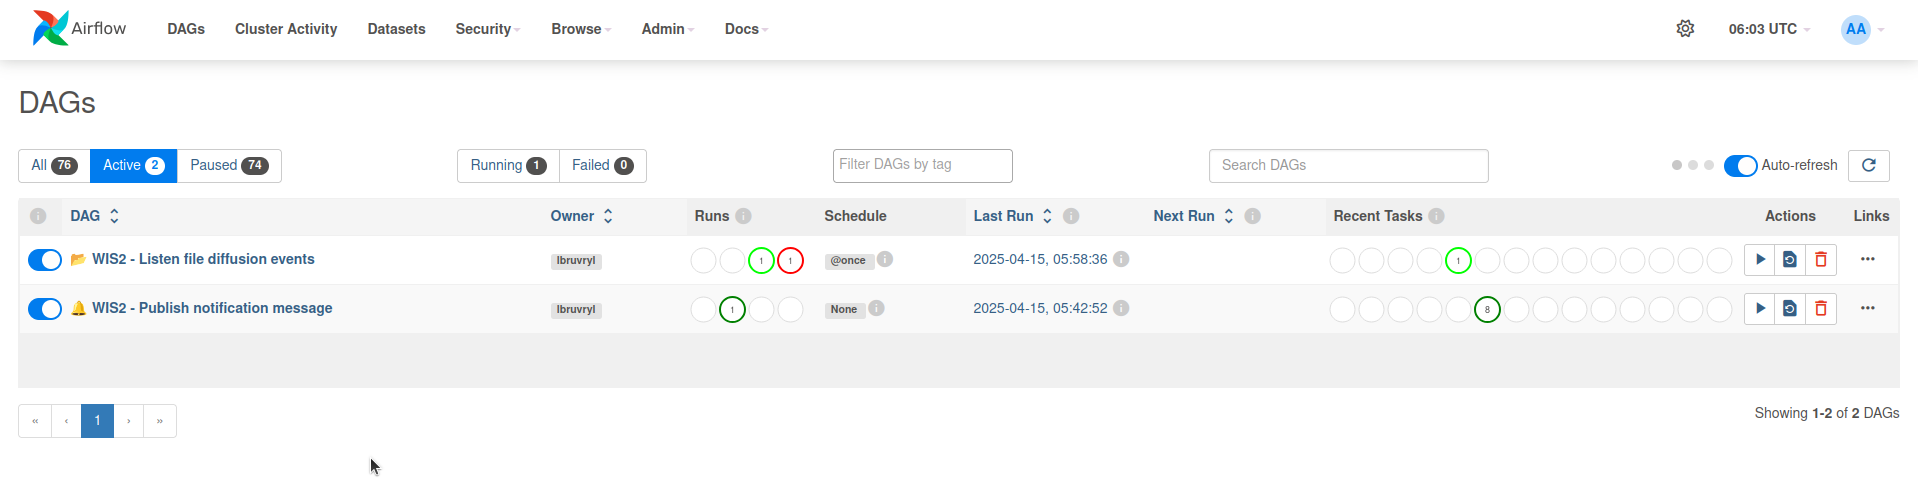 Airflow DAGs Cluster Activity Datasets Security Browse Admin Docs 06:03 UTC AA
DAGs
All 76 Active 2 Paused 74 Running 1 Failed 0 Filter DAGs by tag Search DAGs Auto-refresh
i DAG Owner Runs i Schedule Last Run i Next Run i Recent Tasks i Actions Links
WIS2 - Listen file diffusion events lbruvryl 1 1 @once i 2025-04-15, 05:58:36 i 1 ···
WIS2 - Publish notification message lbruvryl 1 None i 2025-04-15, 05:42:52 i 8 ···
« ‹ 1 › » Showing 1-2 of 2 DAGs